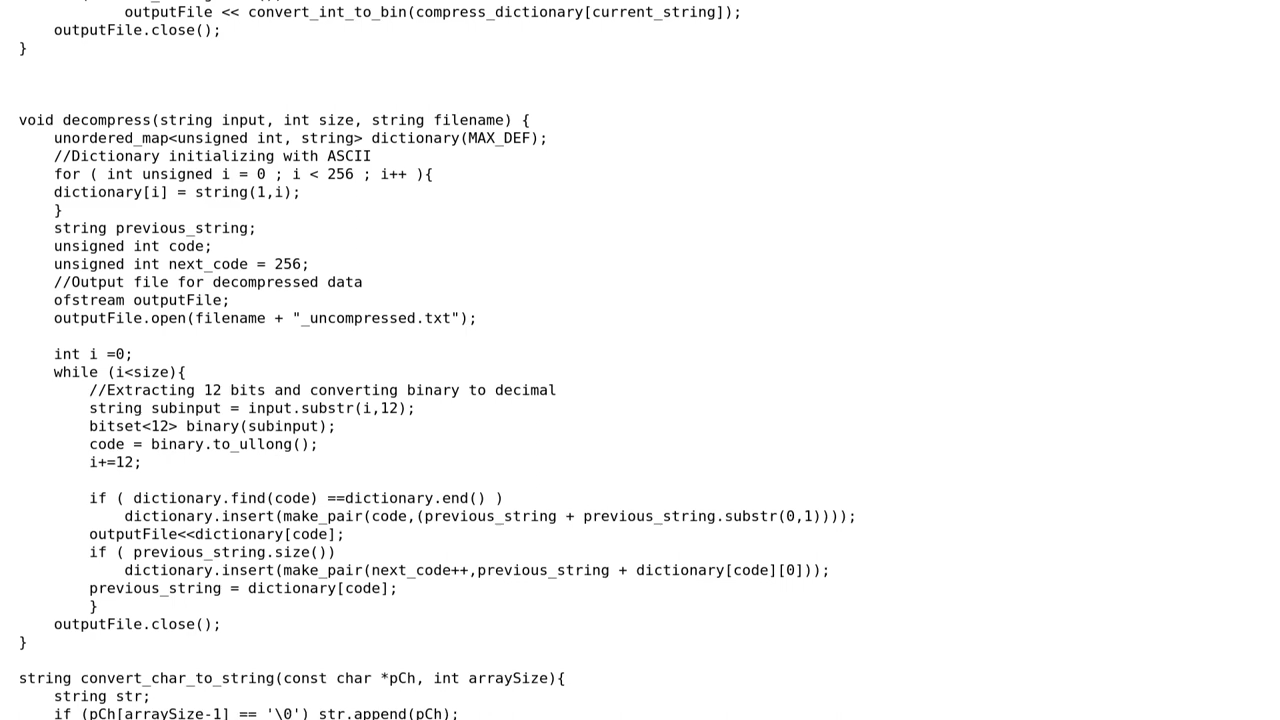 outputFile << convert_int_to_bin(compress_dictionary[current_string]);
outputFile.close();
}
void decompress(string input, int size, string filename) {
unordered_map<unsigned int, string> dictionary(MAX_DEF);
//Dictionary initializing with ASCII
for ( int unsigned i = 0 ; i < 256 ; i++ ){
dictionary[i] = string(1,i);
}
string previous_string;
unsigned int code;
unsigned int next_code = 256;
//Output file for decompressed data
ofstream outputFile;
outputFile.open(filename + "_uncompressed.txt");
int i =0;
while (i<size){
//Extracting 12 bits and converting binary to decimal
string subinput = input.substr(i,12);
bitset<12> binary(subinput);
code = binary.to_ullong();
i+=12;
if ( dictionary.find(code) ==dictionary.end() )
dictionary.insert(make_pair(code,(previous_string + previous_string.substr(0,1))));
outputFile<<dictionary[code];
if ( previous_string.size())
dictionary.insert(make_pair(next_code++,previous_string + dictionary[code][0]));
previous_string = dictionary[code];
}
outputFile.close();
}
string convert_char_to_string(const char *pCh, int arraySize){
string str;
if (pCh[arraySize-1] == '\0') str.append(pCh);